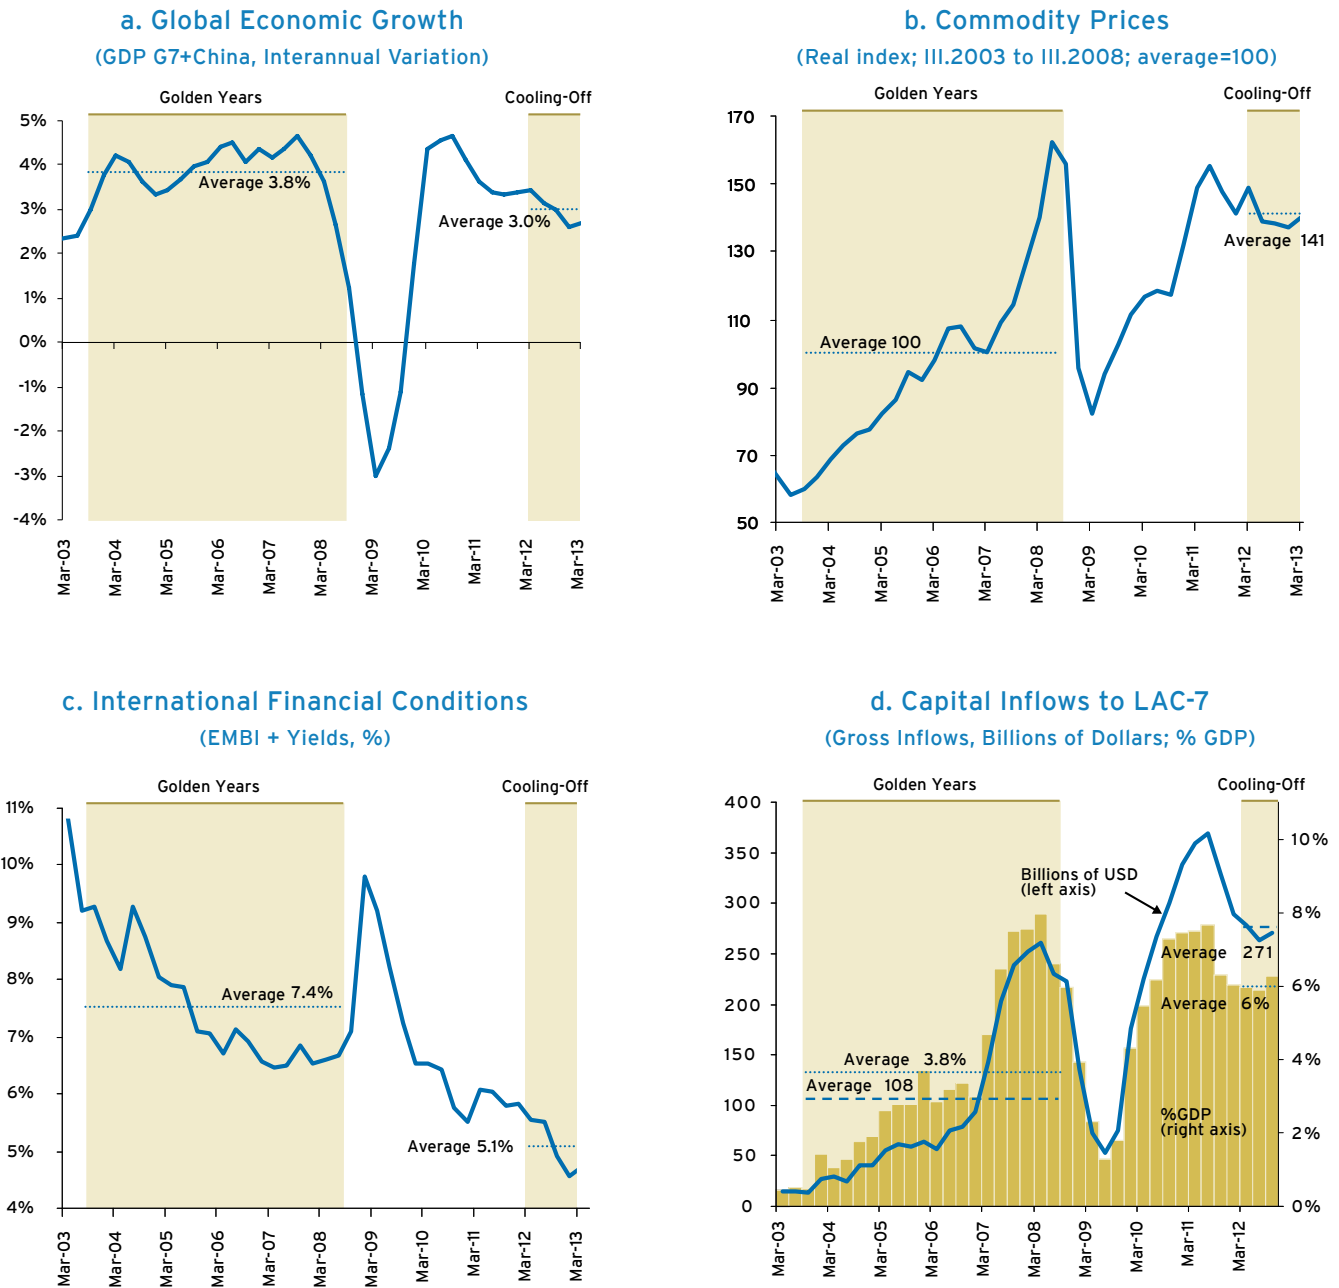 a. Global Economic Growth
(GDP G7+China, Interannual Variation)
Golden Years
Cooling-Off
5%
4%
3%
2%
1%
0%
-1%
-2%
-3%
-4%
Average 3.8%
Average 3.0%
Mar-03
Mar-04
Mar-05
Mar-06
Mar-07
Mar-08
Mar-09
Mar-10
Mar-11
Mar-12
Mar-13
b. Commodity Prices
(Real index; III.2003 to III.2008; average=100)
Golden Years
Cooling-Off
170
150
130
110
90
70
50
Average 100
Average 141
Mar-03
Mar-04
Mar-05
Mar-06
Mar-07
Mar-08
Mar-09
Mar-10
Mar-11
Mar-12
Mar-13
c. International Financial Conditions
(EMBI + Yields, %)
Golden Years
Cooling-Off
11%
10%
9%
8%
7%
6%
5%
4%
Average 7.4%
Average 5.1%
Mar-03
Mar-04
Mar-05
Mar-06
Mar-07
Mar-08
Mar-09
Mar-10
Mar-11
Mar-12
Mar-13
d. Capital Inflows to LAC-7
(Gross Inflows, Billions of Dollars; % GDP)
Golden Years
Cooling-Off
400
350
300
250
200
150
100
50
0
10%
8%
6%
4%
2%
0%
Billions of USD
(left axis)
Average 271
Average 6%
Average 3.8%
Average 108
%GDP
(right axis)
Mar-03
Mar-04
Mar-05
Mar-06
Mar-07
Mar-08
Mar-09
Mar-10
Mar-11
Mar-12